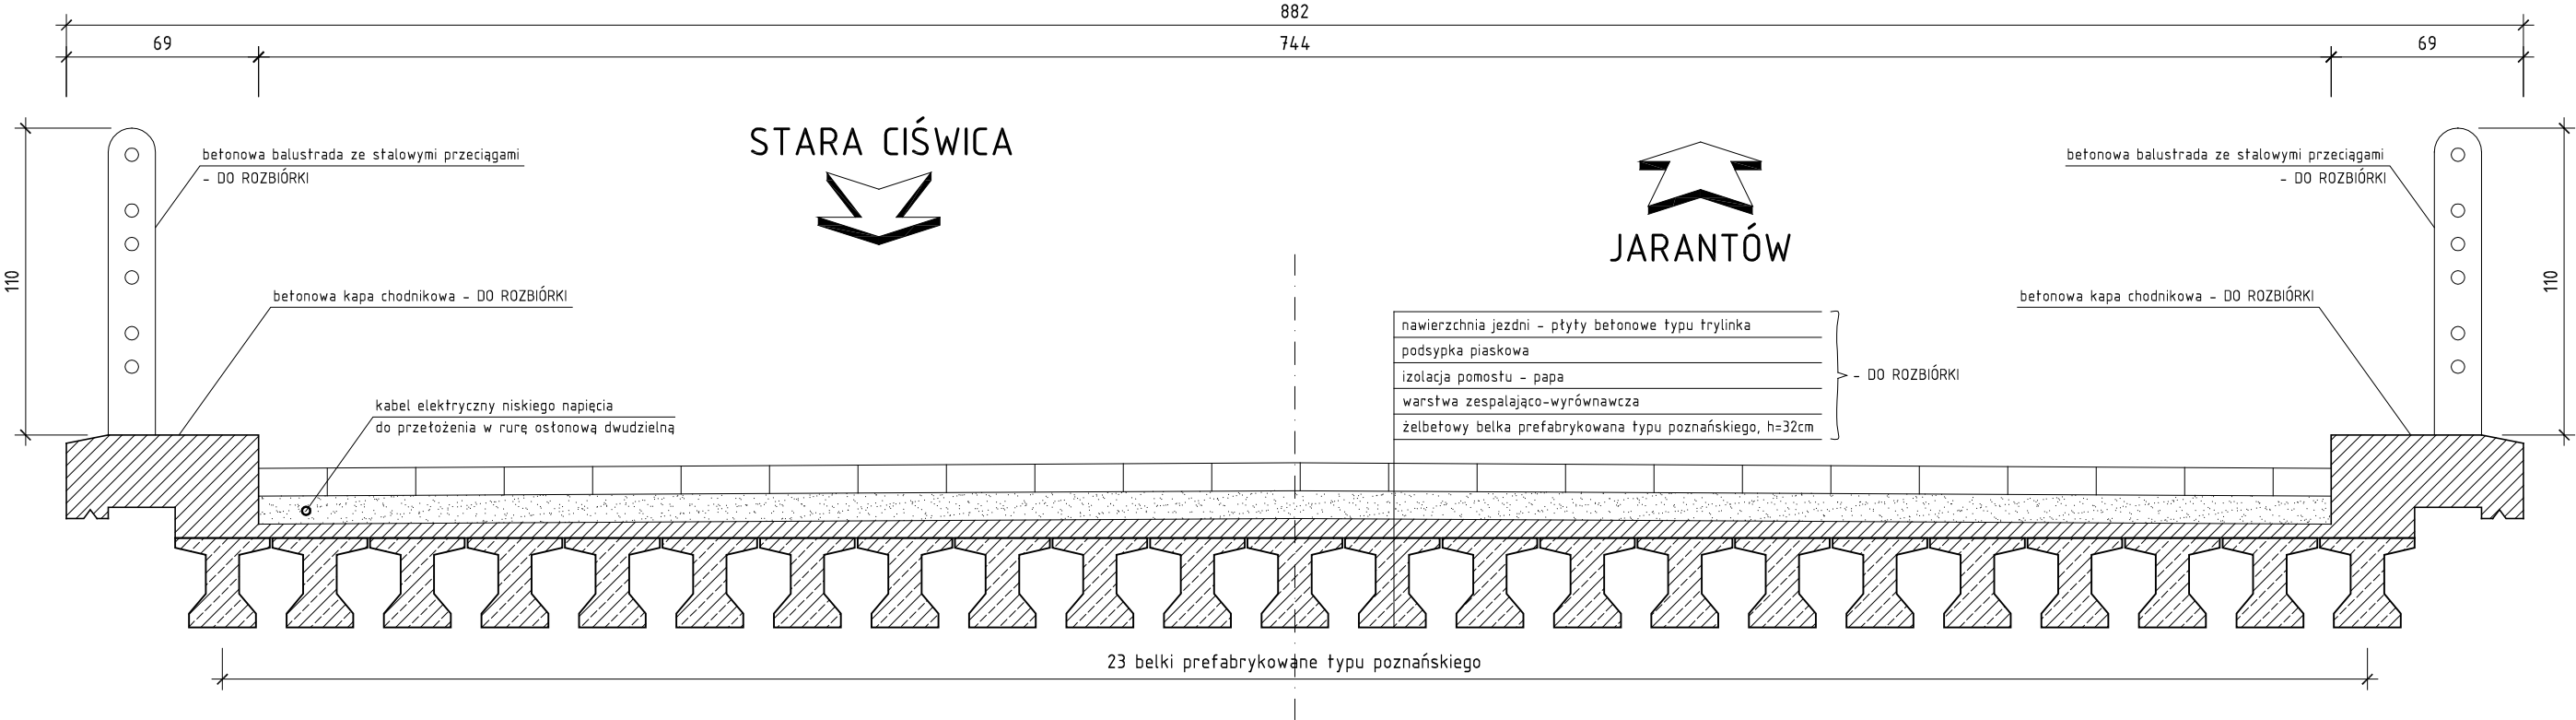 882
69
744
69
STARA CIŚWICA
betonowa balustrada ze stalowymi przeciągami
- DO ROZBIÓRKI
betonowa balustrada ze stalowymi przeciągami
- DO ROZBIÓRKI
JARANTÓW
110
110
betonowa kapa chodnikowa - DO ROZBIÓRKI
betonowa kapa chodnikowa - DO ROZBIÓRKI
nawierzchnia jezdni - płyty betonowe typu trylinka
podsypka piaskowa
izolacja pomostu - papa
warstwa zespalająco-wyrównawcza
żelbetowy belka prefabrykowana typu poznańskiego, h=32cm
- DO ROZBIÓRKI
kabel elektryczny niskiego napięcia
do przełożenia w rurę osłonową dwudzielną
23 belki prefabrykowane typu poznańskiego